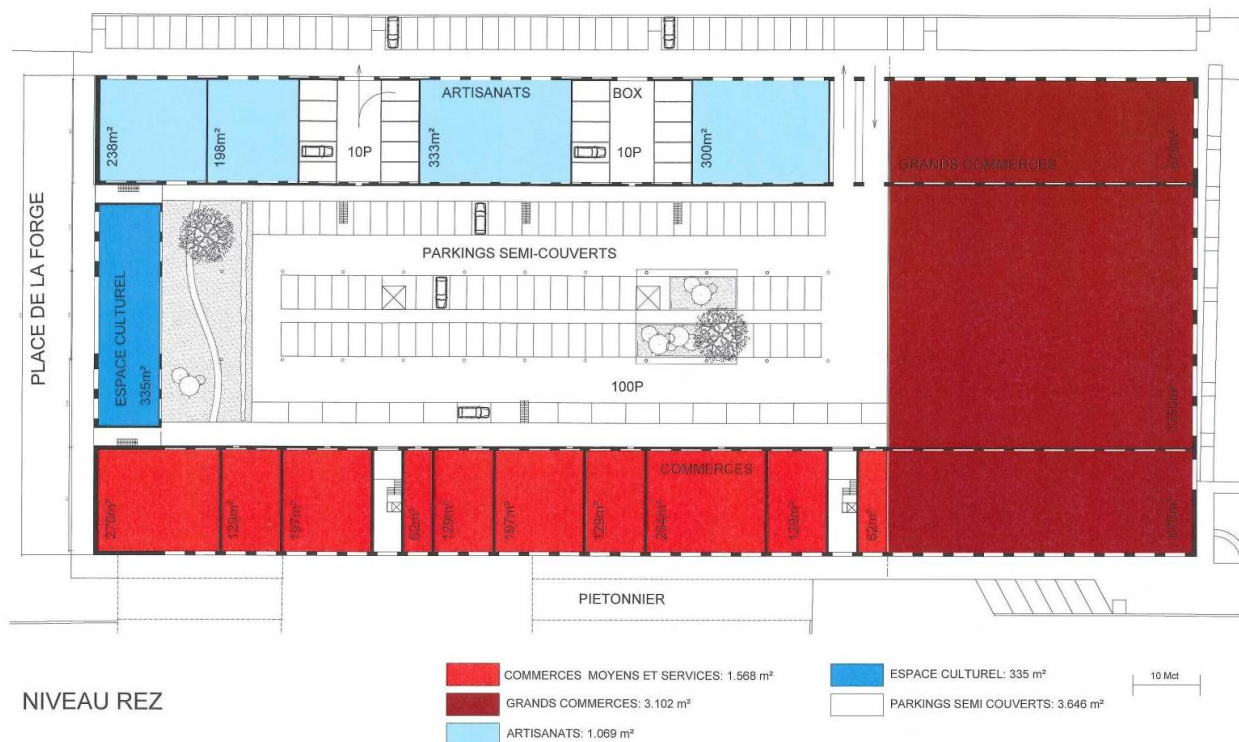 ARTISANATS
BOX
238m²
198m²
10P
333m²
10P
300m²
GRANDS COMMERCES
PLACE DE LA FORGE
ESPACE CULTUREL
335m²
PARKINGS SEMI-COUVERTS
100P
COMMERCES
270m²
129m²
197m²
62m²
129m²
197m²
129m²
264m²
129m²
62m²
PIETONNIER
NIVEAU REZ
COMMERCES MOYENS ET SERVICES: 1.568 m²
GRANDS COMMERCES: 3.102 m²
ARTISANATS: 1.069 m²
ESPACE CULTUREL: 335 m²
PARKINGS SEMI COUVERTS: 3.646 m²
10 Mct